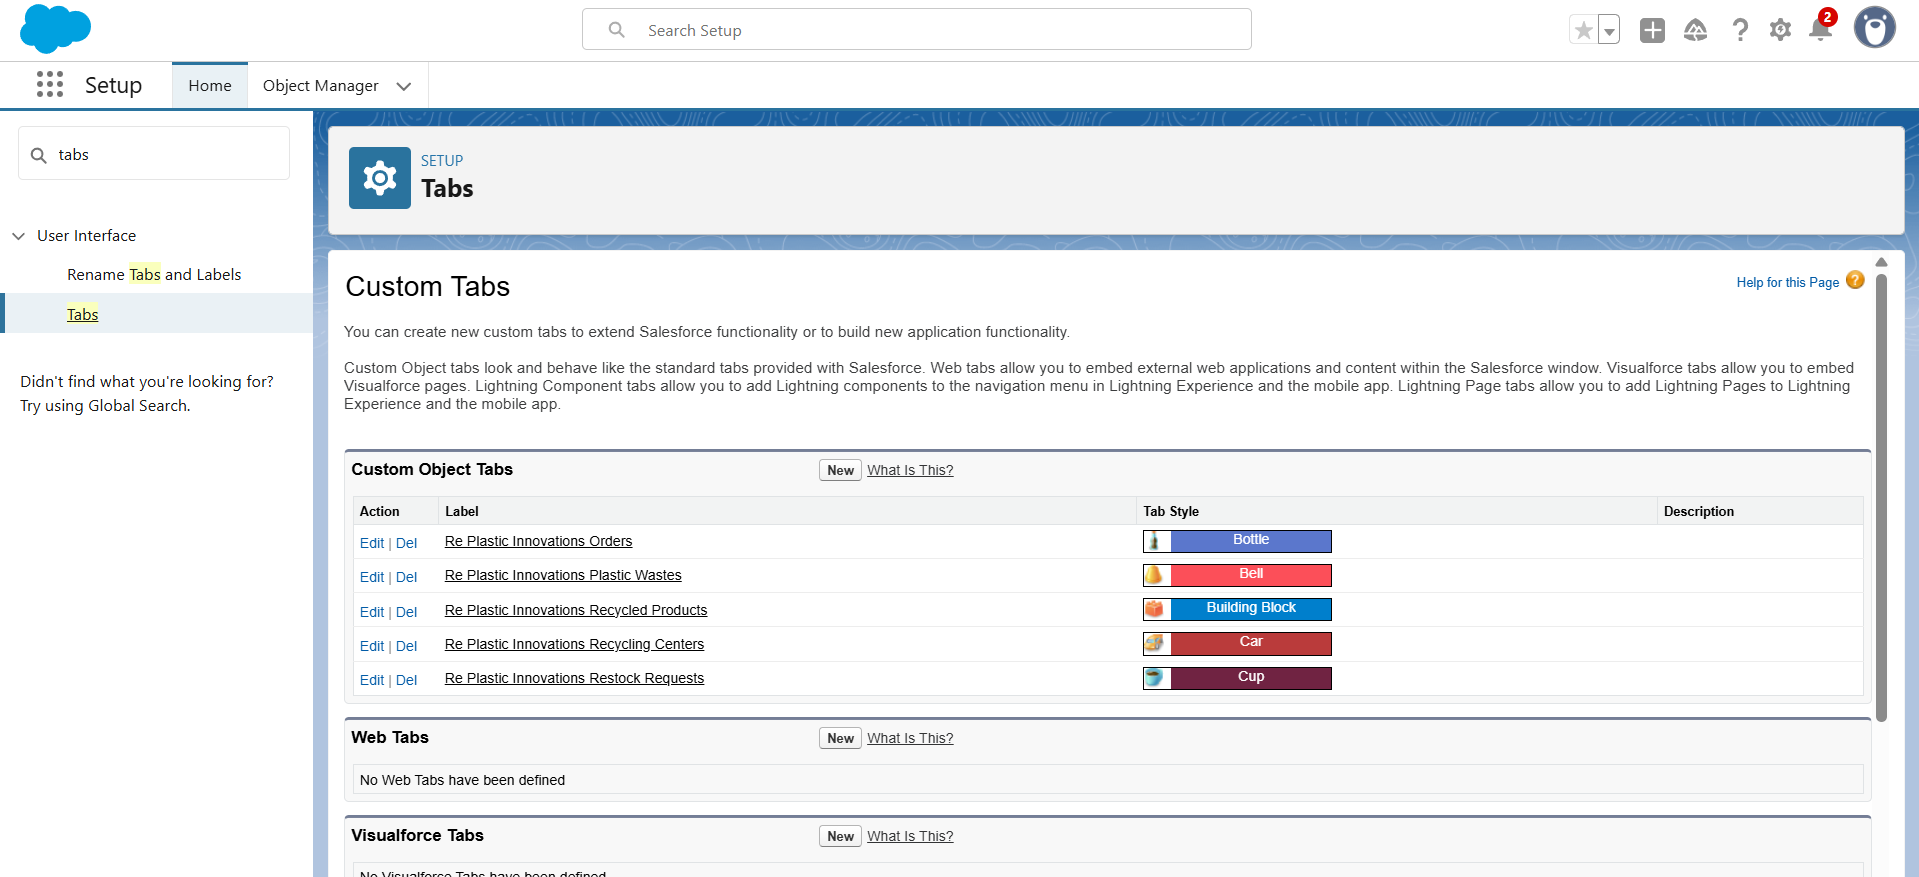 Search Setup
2
Setup
Home
Object Manager
tabs
User Interface
Rename Tabs and Labels
Tabs
Didn't find what you're looking for?
Try using Global Search.
SETUP
Tabs
Custom Tabs
Help for this Page ?
You can create new custom tabs to extend Salesforce functionality or to build new application functionality.
Custom Object tabs look and behave like the standard tabs provided with Salesforce. Web tabs allow you to embed external web applications and content within the Salesforce window. Visualforce tabs allow you to embed
Visualforce pages. Lightning Component tabs allow you to add Lightning components to the navigation menu in Lightning Experience and the mobile app. Lightning Page tabs allow you to add Lightning Pages to Lightning
Experience and the mobile app.
Custom Object Tabs New What Is This?
Action Label Tab Style Description
Edit | Del Re Plastic Innovations Orders Bottle
Edit | Del Re Plastic Innovations Plastic Wastes Bell
Edit | Del Re Plastic Innovations Recycled Products Building Block
Edit | Del Re Plastic Innovations Recycling Centers Car
Edit | Del Re Plastic Innovations Restock Requests Cup
Web Tabs New What Is This?
No Web Tabs have been defined
Visualforce Tabs New What Is This?
No Visualforce Tabs have been defined